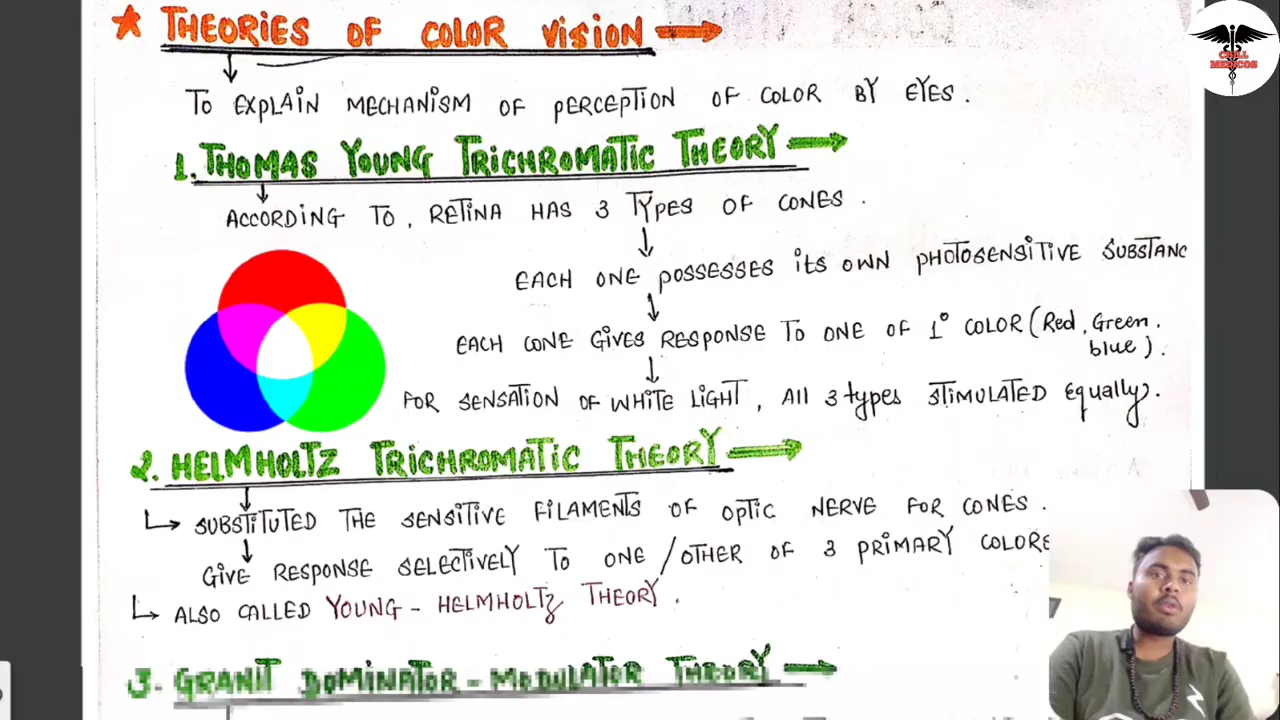 ★ THEORIES OF COLOR VISION →
TO EXPLAIN MECHANISM OF PERCEPTION OF COLOR BY EYES.
1. THOMAS YOUNG TRICHROMATIC THEORY →
ACCORDING TO, RETINA HAS 3 TYPES OF CONES.
EACH ONE POSSESSES its OWN PHOTOSENSITIVE SUBSTANC
EACH CONE GIVES RESPONSE TO ONE OF 1° COLOR (Red, Green.
blue).
FOR SENSATION OF WHITE LIGHT, All 3 types STIMULATED Equally.
2. HELMHOLTZ TRICHROMATIC THEORY →
↳ SUBSTITUTED THE SENSITIVE FILAMENTS OF OPTIC NERVE FOR CONES.
GIVE RESPONSE SELECTIVELY TO ONE / OTHER OF 3 PRIMARY COLORS
↳ ALSO CALLED YOUNG - HELMHOLTZ THEORY.
3. GRANIT DOMINATOR - MODULATOR THEORY →
CHILL
MEDICOS